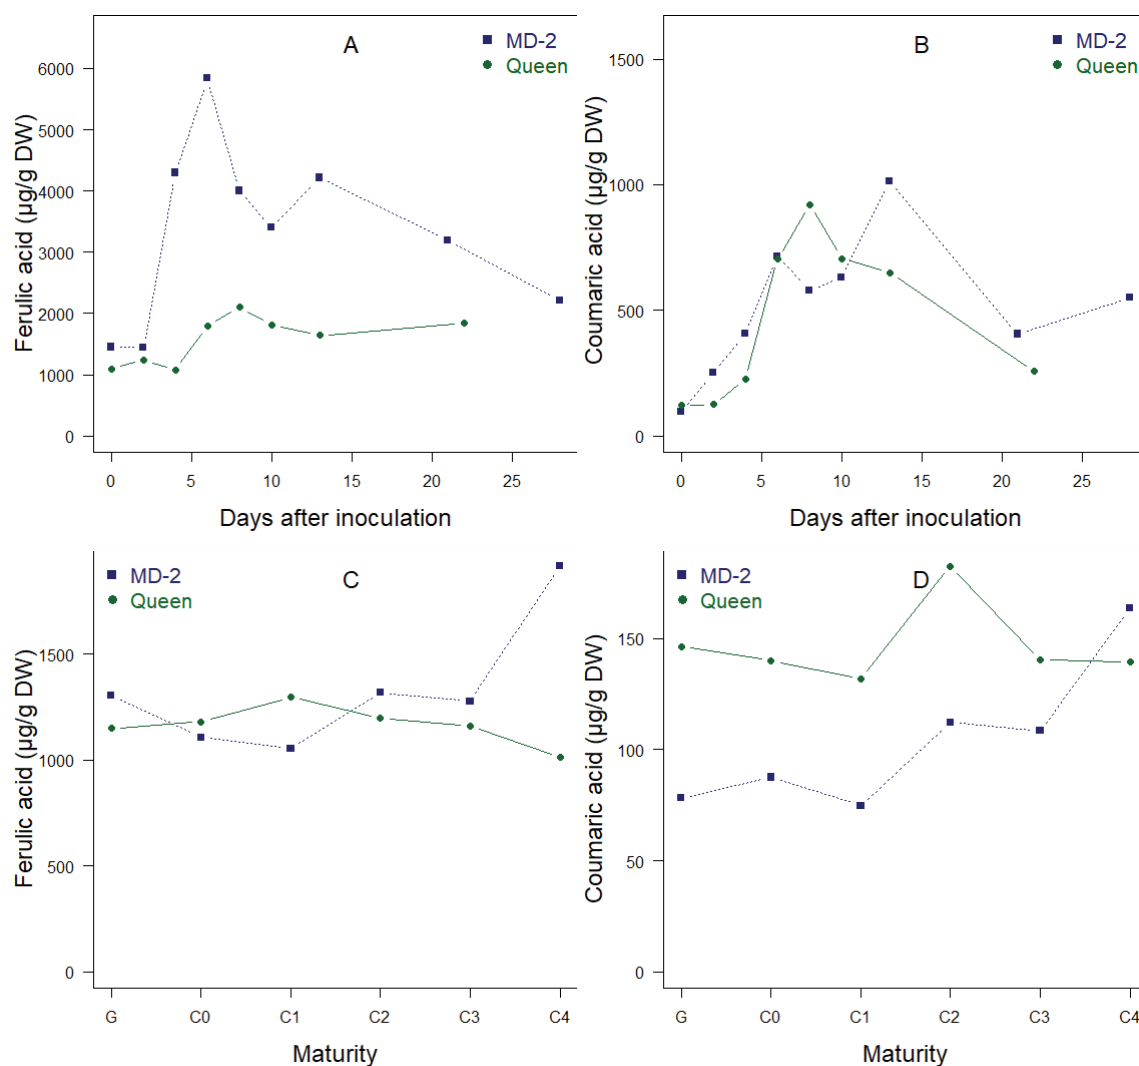 A
MD-2
Queen
Ferulic acid (µg/g DW)
6000
5000
4000
3000
2000
1000
0
0 5 10 15 20 25
Days after inoculation
B
MD-2
Queen
Coumaric acid (µg/g DW)
1500
1000
500
0
0 5 10 15 20 25
Days after inoculation
C
MD-2
Queen
Ferulic acid (µg/g DW)
1500
1000
500
0
G C0 C1 C2 C3 C4
Maturity
D
MD-2
Queen
Coumaric acid (µg/g DW)
150
100
50
0
G C0 C1 C2 C3 C4
Maturity